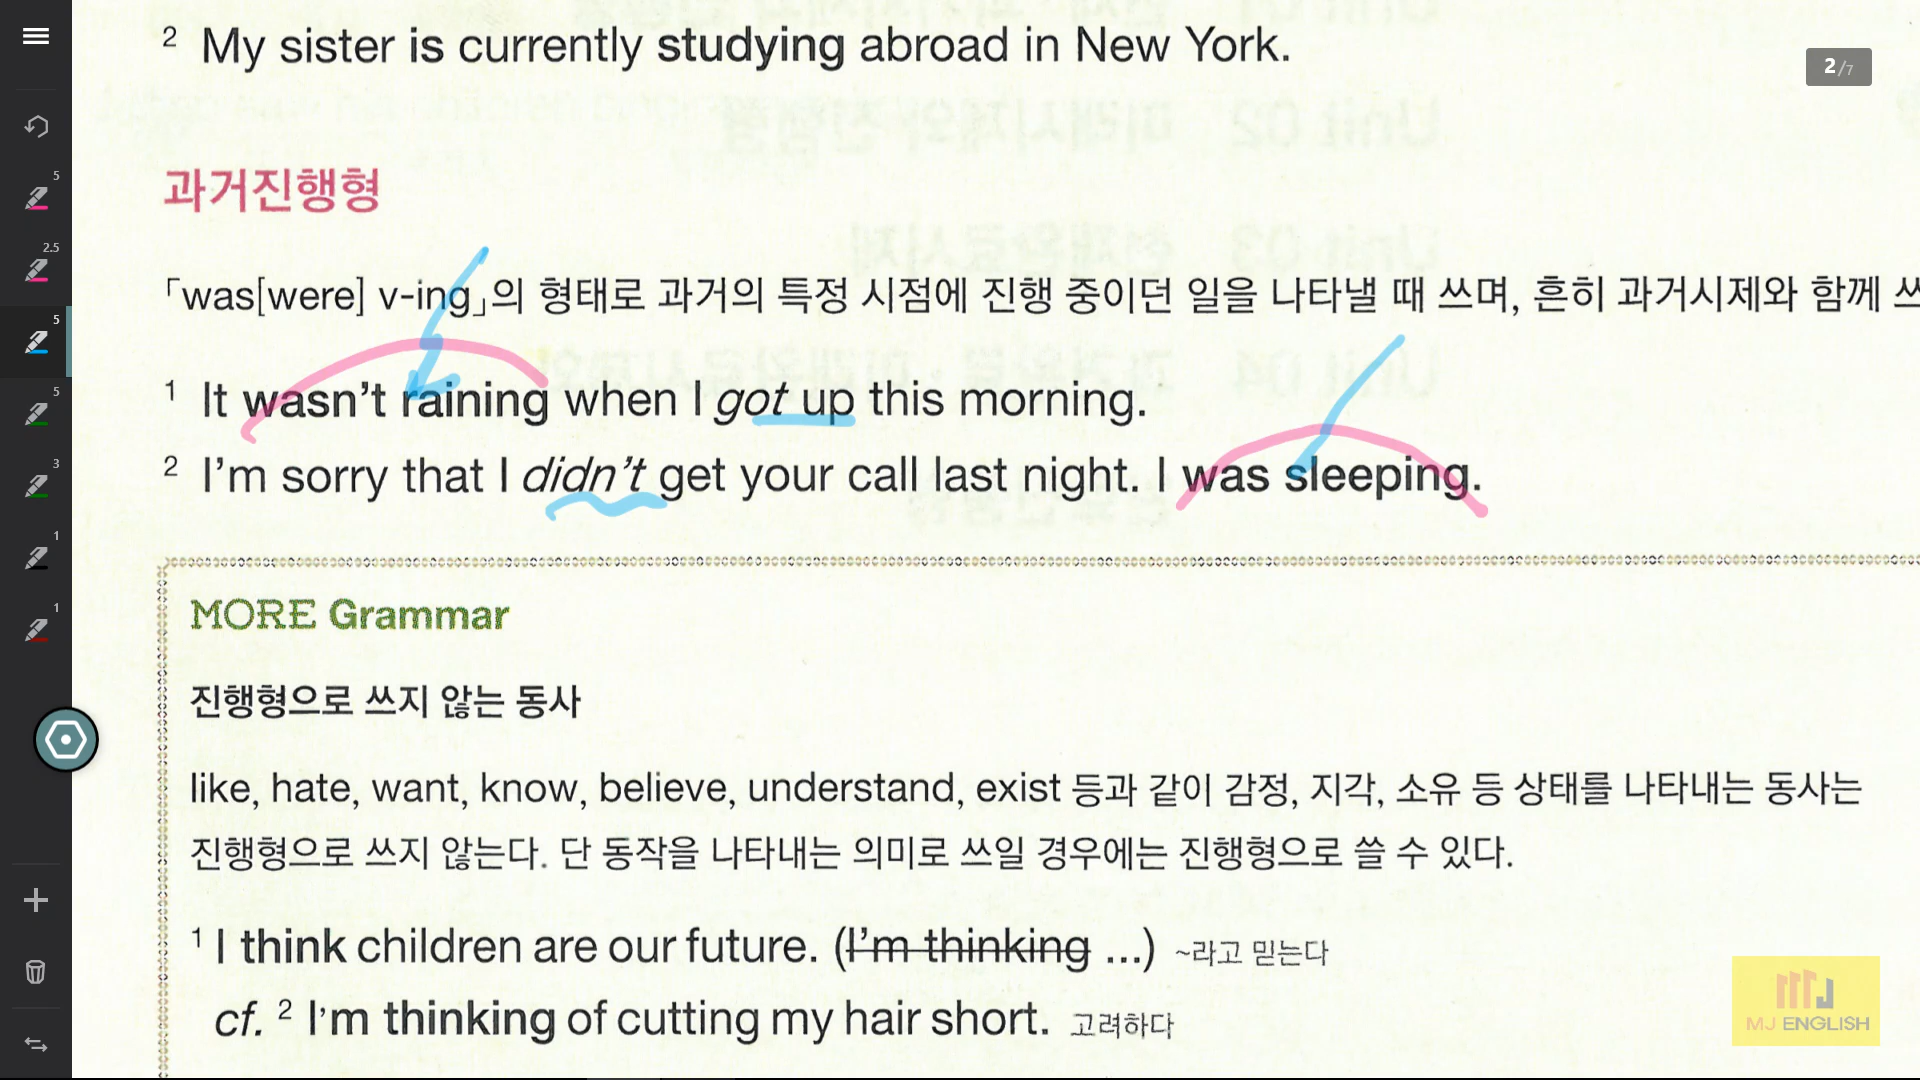 2 My sister is currently studying abroad in New York.
2/7
과거진행형
「was[were] v-ing」의 형태로 과거의 특정 시점에 진행 중이던 일을 나타낼 때 쓰며, 흔히 과거시제와 함께
1 It wasn't raining when I got up this morning.
2 I'm sorry that I didn't get your call last night. I was sleeping.
MORE Grammar
진행형으로 쓰지 않는 동사
like, hate, want, know, believe, understand, exist 등과 같이 감정, 지각, 소유 등 상태를 나타내는 동사는
진행형으로 쓰지 않는다. 단 동작을 나타내는 의미로 쓰일 경우에는 진행형으로 쓸 수 있다.
1 I think children are our future. (I'm thinking ...) ~라고 믿는다
cf. 2 I'm thinking of cutting my hair short. 고려하다
MJ ENGLISH
5
2.5
5
5
3
1
1